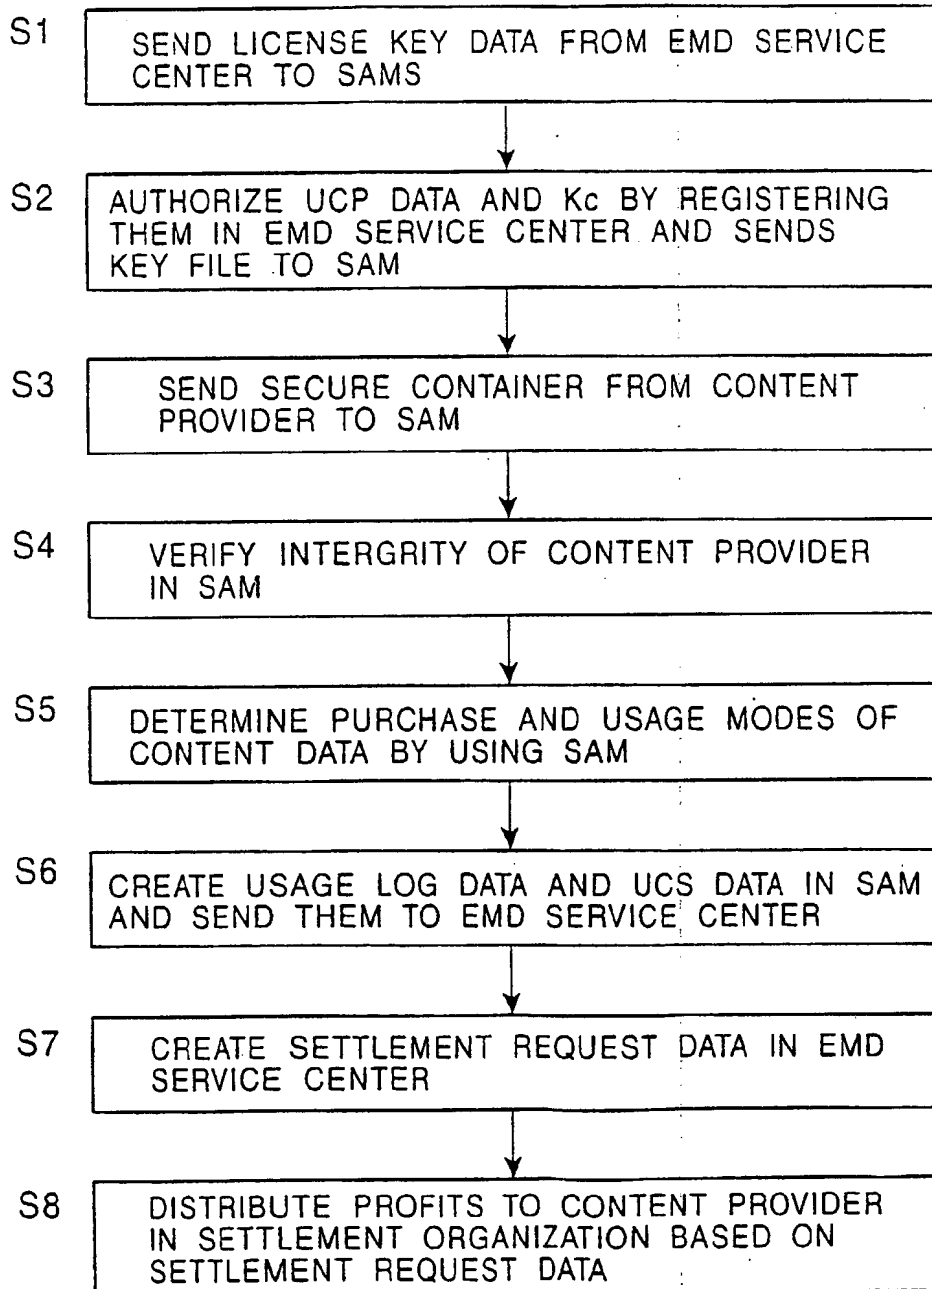 S1
SEND LICENSE KEY DATA FROM EMD SERVICE
CENTER TO SAMS
S2
AUTHORIZE UCP DATA AND Kc BY REGISTERING
THEM IN EMD SERVICE CENTER AND SENDS
KEY FILE TO SAM
S3
SEND SECURE CONTAINER FROM CONTENT
PROVIDER TO SAM
S4
VERIFY INTERGRITY OF CONTENT PROVIDER
IN SAM
S5
DETERMINE PURCHASE AND USAGE MODES OF
CONTENT DATA BY USING SAM
S6
CREATE USAGE LOG DATA AND UCS DATA IN SAM
AND SEND THEM TO EMD SERVICE CENTER
S7
CREATE SETTLEMENT REQUEST DATA IN EMD
SERVICE CENTER
S8
DISTRIBUTE PROFITS TO CONTENT PROVIDER
IN SETTLEMENT ORGANIZATION BASED ON
SETTLEMENT REQUEST DATA